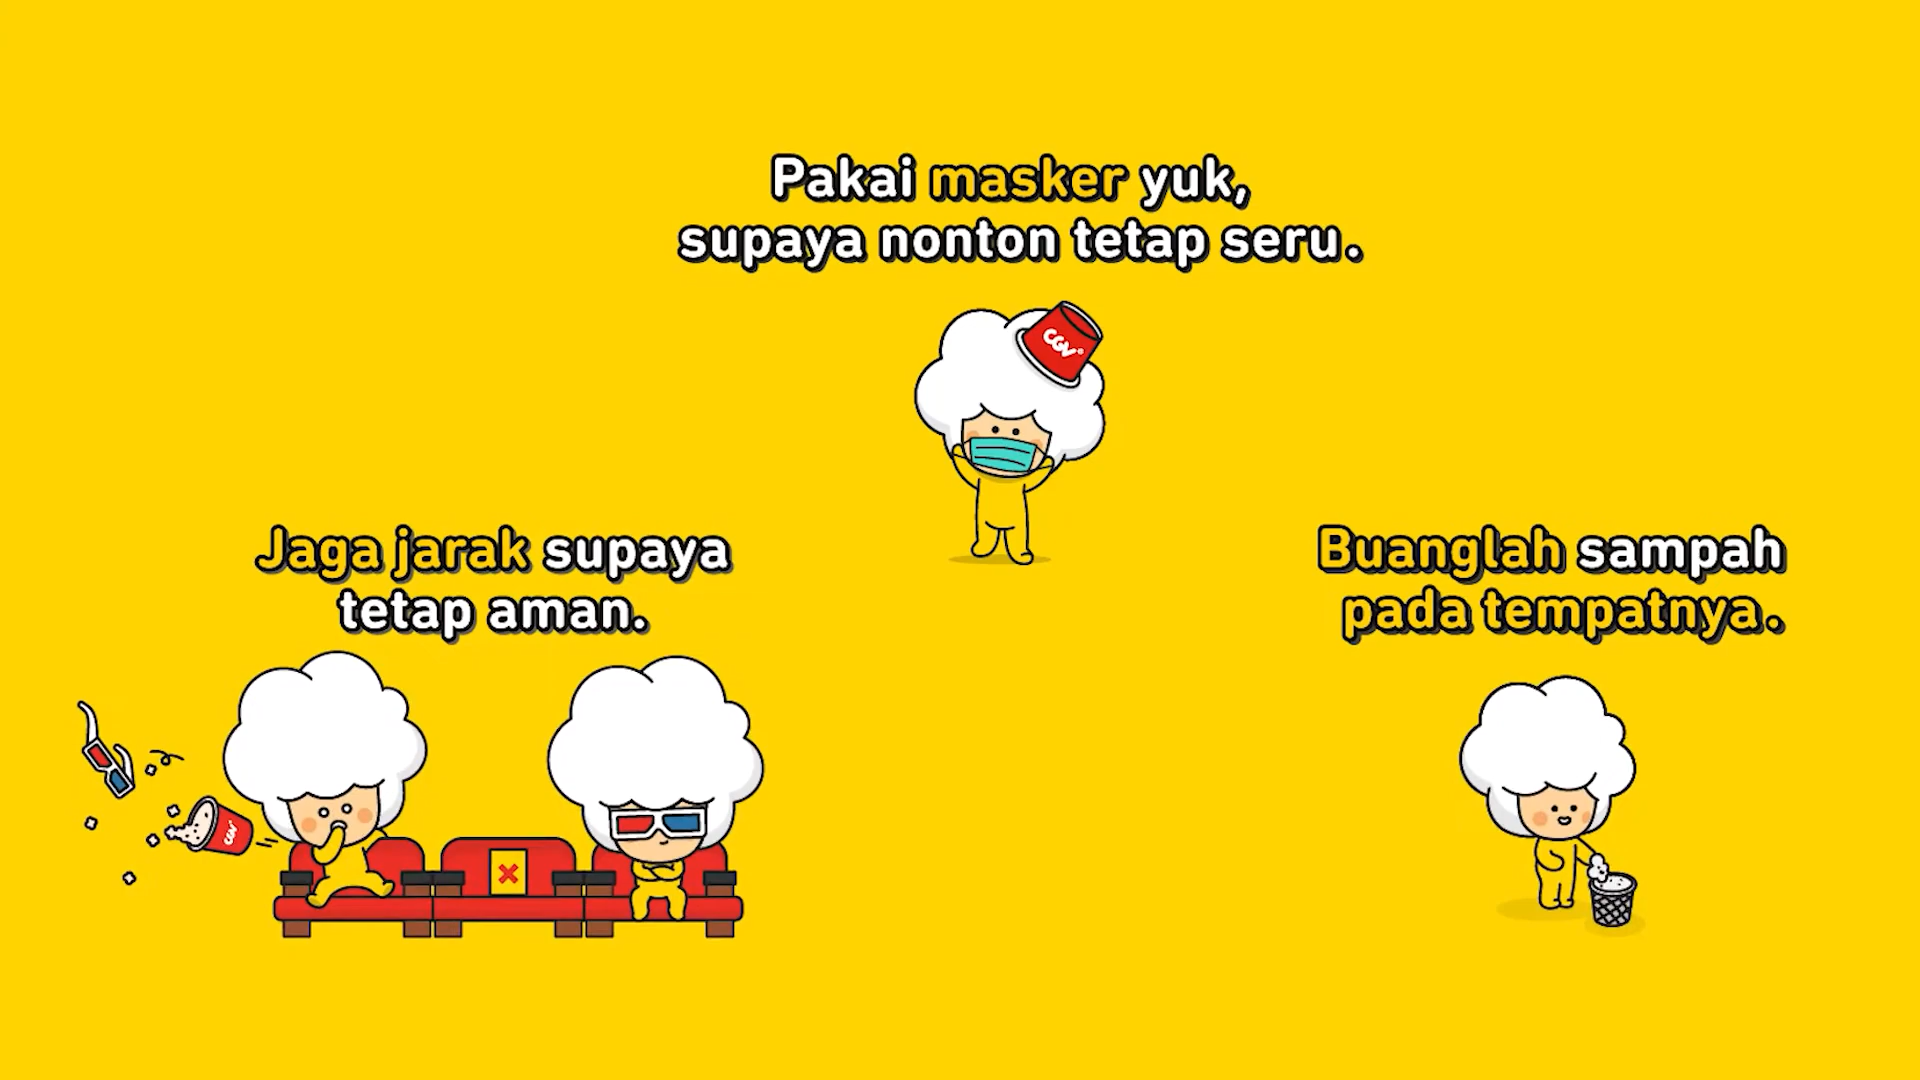 Pakai masker yuk,
supaya nonton tetap seru.
CGV
Jaga jarak supaya
tetap aman.
CGV
Buanglah sampah
pada tempatnya.